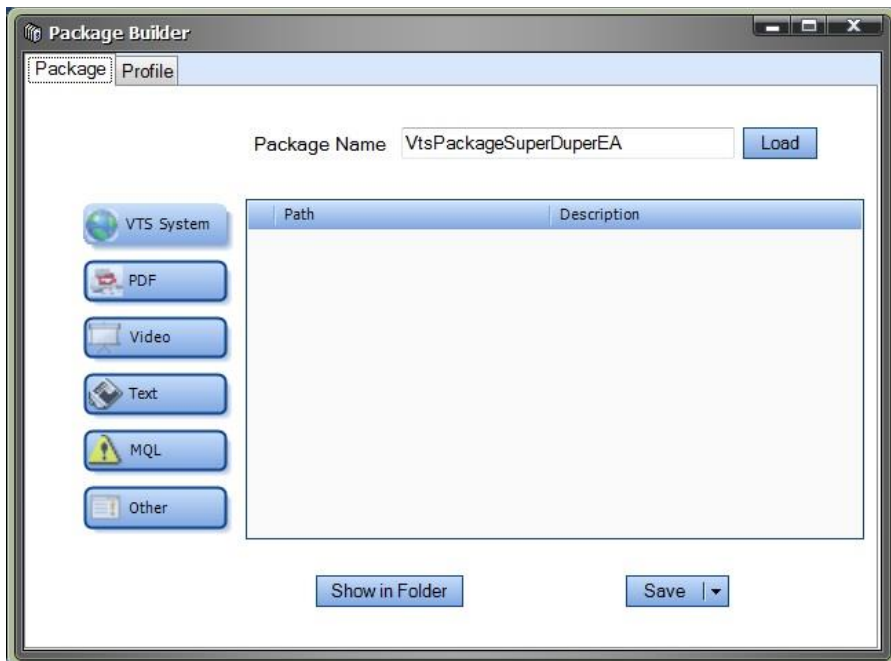 Package Builder
Package Profile
Package Name VtsPackageSuperDuperEA Load
Path Description
VTS System
PDF
Video
Text
MQL
Other
Show in Folder Save